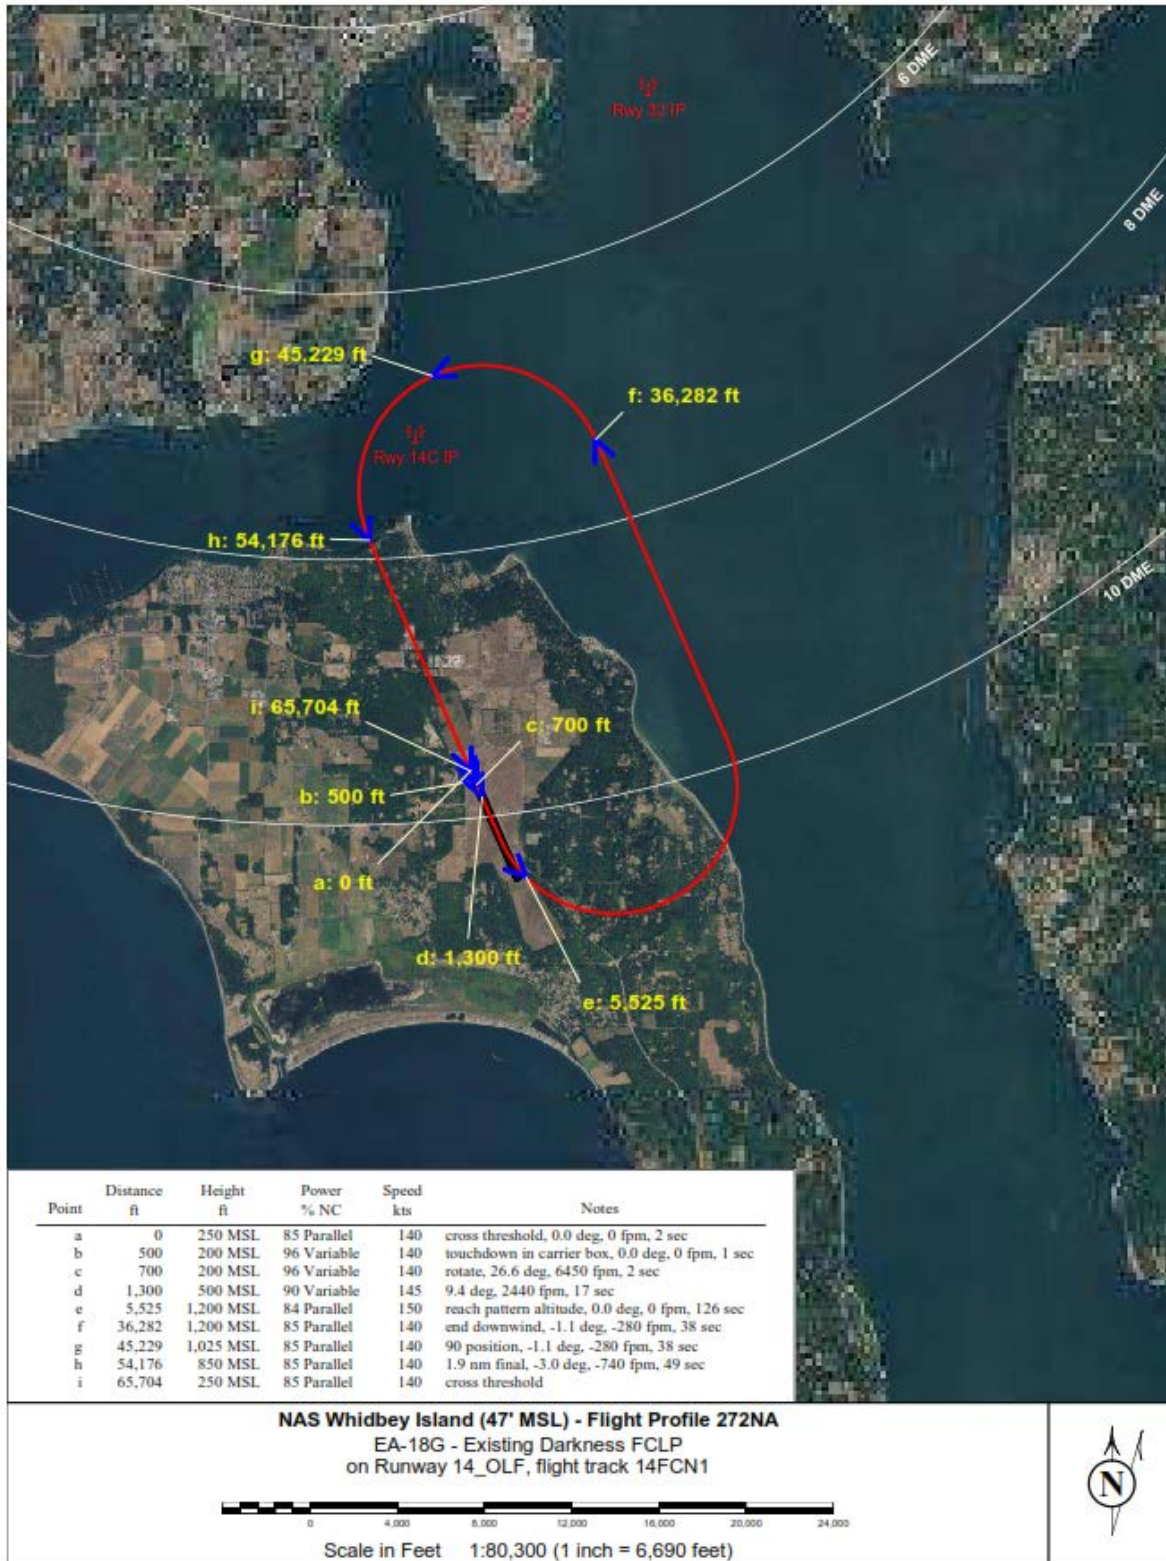 6 DME
Rwy 32 IP
8 DME
g: 45,229 ft
f: 36,282 ft
Rwy 14C IP
h: 54,176 ft
10 DME
i: 65,704 ft
c: 700 ft
b: 500 ft
a: 0 ft
d: 1,300 ft
e: 5,525 ft
Point Distance ft Height ft Power % NC Speed kts Notes
a 0 250 MSL 85 Parallel 140 cross threshold, 0.0 deg, 0 fpm, 2 sec
b 500 200 MSL 96 Variable 140 touchdown in carrier box, 0.0 deg, 0 fpm, 1 sec
c 700 200 MSL 96 Variable 140 rotate, 26.6 deg, 6450 fpm, 2 sec
d 1,300 500 MSL 90 Variable 145 9.4 deg, 2440 fpm, 17 sec
e 5,525 1,200 MSL 84 Parallel 150 reach pattern altitude, 0.0 deg, 0 fpm, 126 sec
f 36,282 1,200 MSL 85 Parallel 140 end downwind, -1.1 deg, -280 fpm, 38 sec
g 45,229 1,025 MSL 85 Parallel 140 90 position, -1.1 deg, -280 fpm, 38 sec
h 54,176 850 MSL 85 Parallel 140 1.9 nm final, -3.0 deg, -740 fpm, 49 sec
i 65,704 250 MSL 85 Parallel 140 cross threshold
NAS Whidbey Island (47' MSL) - Flight Profile 272NA
EA-18G - Existing Darkness FCLP
on Runway 14_OLF, flight track 14FCN1
0 4,000 8,000 12,000 16,000 20,000 24,000
Scale in Feet 1:80,300 (1 inch = 6,690 feet)
N